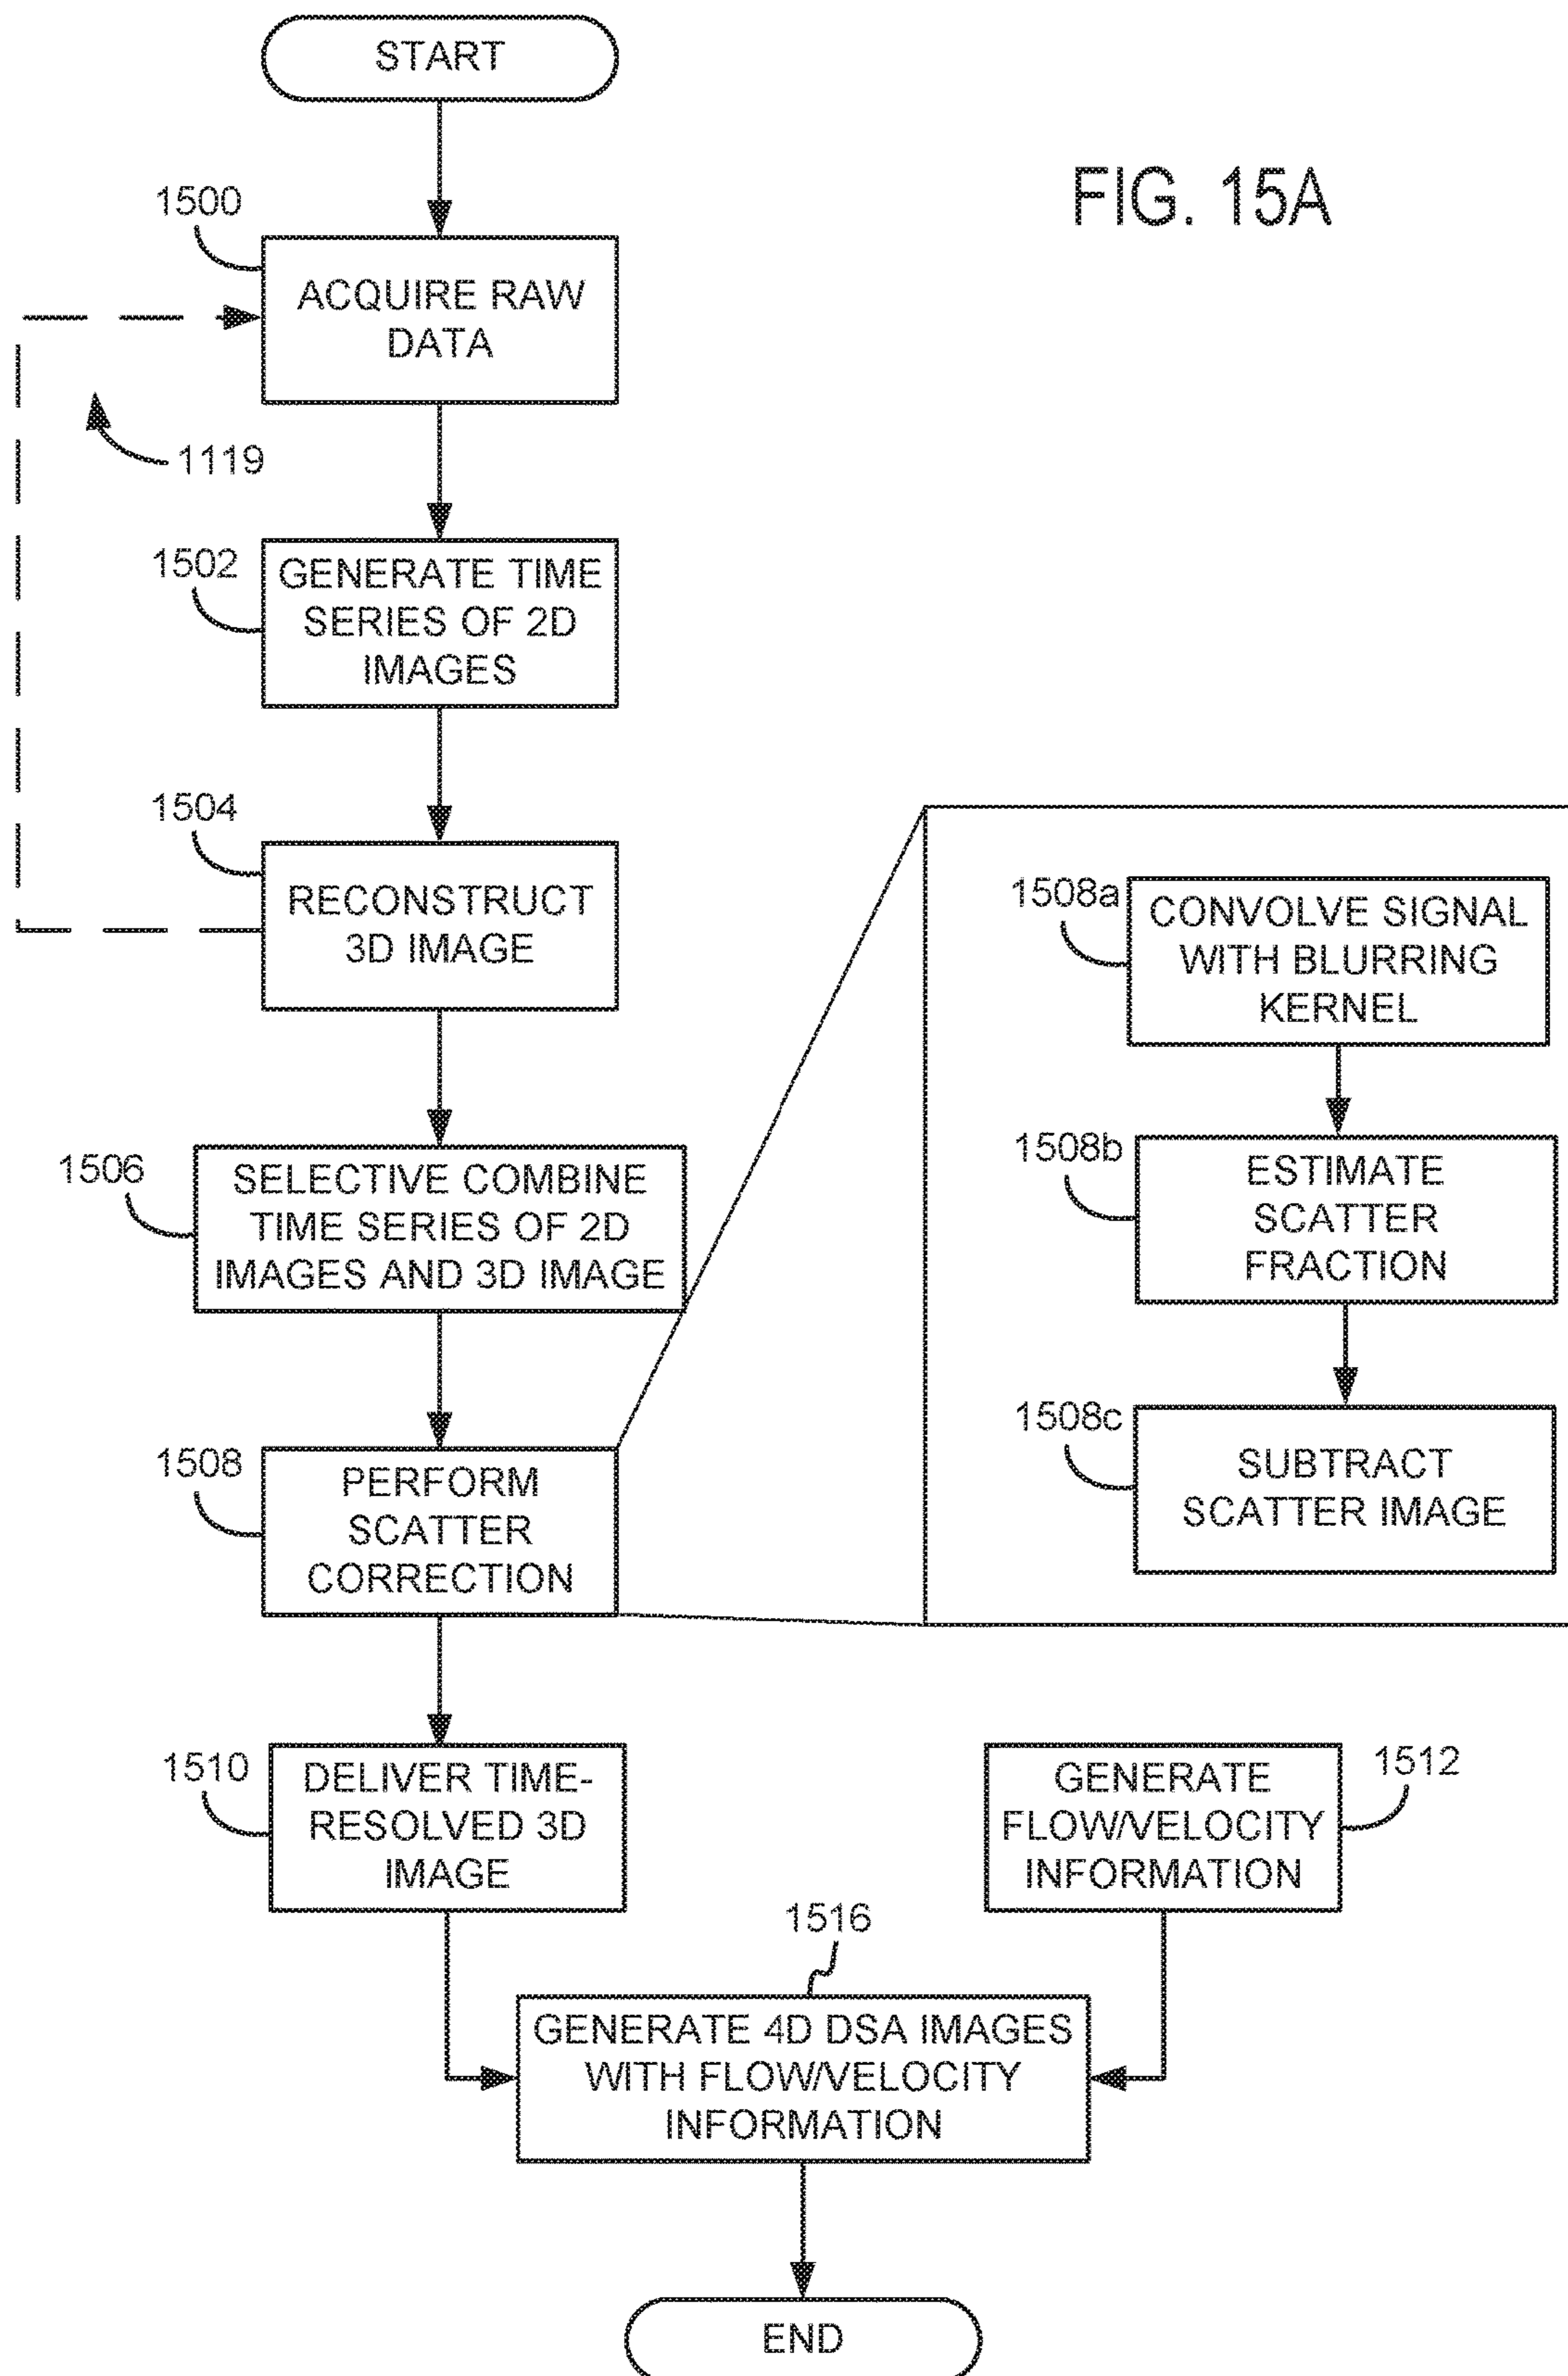 START
FIG. 15A
1500
ACQUIRE RAW
DATA
1119
1502
GENERATE TIME
SERIES OF 2D
IMAGES
1504
RECONSTRUCT
3D IMAGE
1506
SELECTIVE COMBINE
TIME SERIES OF 2D
IMAGES AND 3D IMAGE
1508
PERFORM
SCATTER
CORRECTION
1508a
CONVOLVE SIGNAL
WITH BLURRING
KERNEL
1508b
ESTIMATE
SCATTER
FRACTION
1508c
SUBTRACT
SCATTER IMAGE
1510
DELIVER TIME-
RESOLVED 3D
IMAGE
1512
GENERATE
FLOW/VELOCITY
INFORMATION
1516
GENERATE 4D DSA IMAGES
WITH FLOW/VELOCITY
INFORMATION
END